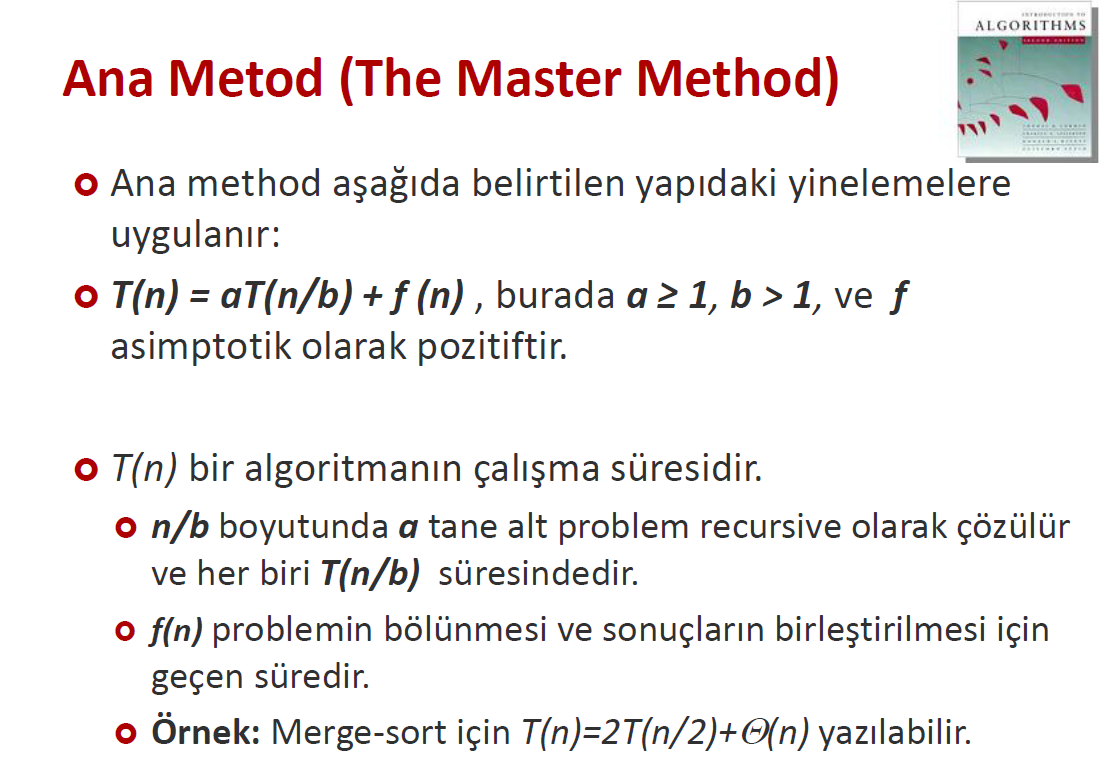 INTRODUCTION TO
ALGORITHMS
SECOND EDITION
Ana Metod (The Master Method)
Ana method aşağıda belirtilen yapıdaki yinelemelere
uygulanır:
T(n) = aT(n/b) + f (n) , burada a ≥ 1, b > 1, ve f
asimptotik olarak pozitiftir.
T(n) bir algoritmanın çalışma süresidir.
n/b boyutunda a tane alt problem recursive olarak çözülür
ve her biri T(n/b) süresindedir.
f(n) problemin bölünmesi ve sonuçların birleştirilmesi için
geçen süredir.
Örnek: Merge-sort için T(n)=2T(n/2)+Θ(n) yazılabilir.